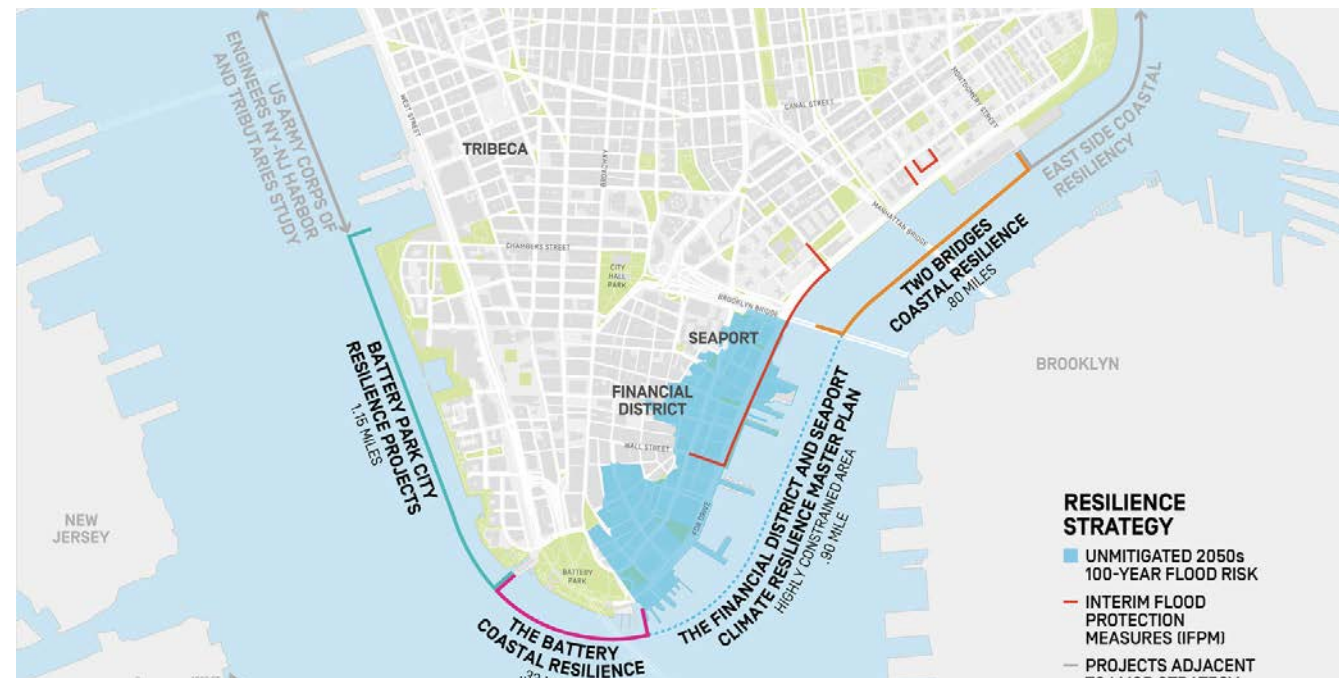 ENGINEERS NY-NJ HARBOR
US ARMY CORPS OF
AND TRIBUTARIES STUDY
WEST STREET
TRIBECA
BROADWAY
CANAL STREET
MONTGOMERY STREET
EAST SIDE COASTAL
RESILIENCY
MANHATTAN BRIDGE
TWO BRIDGES
COASTAL RESILIENCE
.80 MILES
CHAMBERS STREET
CITY
HALL
PARK
BROOKLYN BRIDGE
SEAPORT
BROOKLYN
FINANCIAL
DISTRICT
WALL STREET
BATTERY PARK CITY
RESILIENCE PROJECTS
1.15 MILES
FDR DRIVE
THE FINANCIAL DISTRICT AND SEAPORT
CLIMATE RESILIENCE MASTER PLAN
HIGHLY CONSTRAINED AREA
.90 MILE
NEW
JERSEY
BATTERY
PARK
THE BATTERY
COASTAL RESILIENCE
RESILIENCE
STRATEGY
UNMITIGATED 2050s
100-YEAR FLOOD RISK
INTERIM FLOOD
PROTECTION
MEASURES (IFPM)
PROJECTS ADJACENT